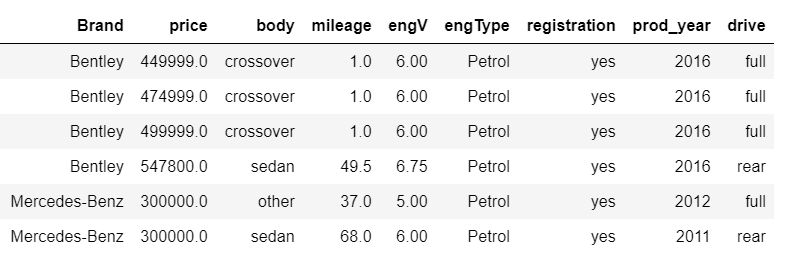 Brand price body mileage engV engType registration prod_year drive
Bentley 449999.0 crossover 1.0 6.00 Petrol yes 2016 full
Bentley 474999.0 crossover 1.0 6.00 Petrol yes 2016 full
Bentley 499999.0 crossover 1.0 6.00 Petrol yes 2016 full
Bentley 547800.0 sedan 49.5 6.75 Petrol yes 2016 rear
Mercedes-Benz 300000.0 other 37.0 5.00 Petrol yes 2012 full
Mercedes-Benz 300000.0 sedan 68.0 6.00 Petrol yes 2011 rear